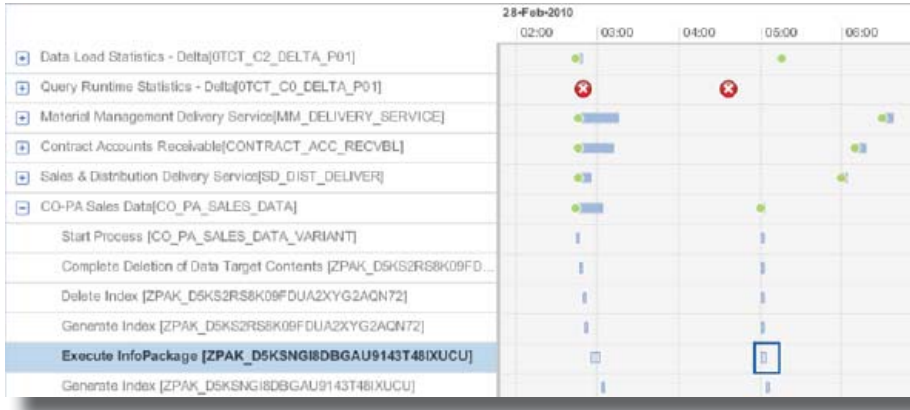 28-Feb-2010
02:00 03:00 04:00 05:00 06:00
Data Load Statistics - Delta[0TCT_C2_DELTA_P01]
Query Runtime Statistics - Delta[0TCT_C0_DELTA_P01]
Material Management Delivery Service[MM_DELIVERY_SERVICE]
Contract Accounts Receivable[CONTRACT_ACC_RECVBL]
Sales & Distribution Delivery Service[SD_DIST_DELIVER]
CO-PA Sales Data[CO_PA_SALES_DATA]
Start Process [CO_PA_SALES_DATA_VARIANT]
Complete Deletion of Data Target Contents [ZPAK_D5KS2RS8K09FD...
Delete Index [ZPAK_D5KS2RS8K09FDUA2XYG2AQN72]
Generate Index [ZPAK_D5KS2RS8K09FDUA2XYG2AQN72]
Execute InfoPackage [ZPAK_D5KSNGI8DBGAU9143T48IXUCU]
Generate Index [ZPAK_D5KSNGI8DBGAU9143T48IXUCU]